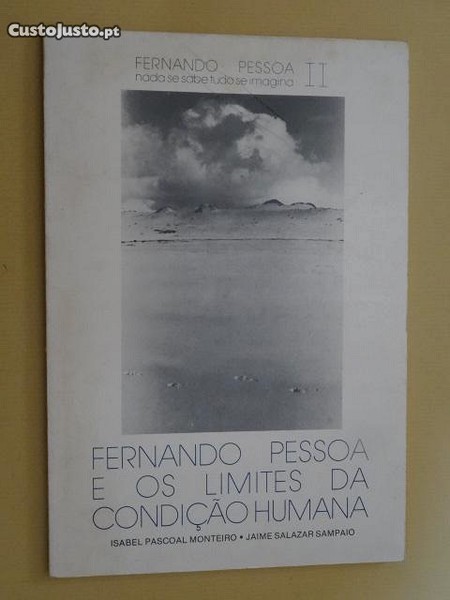 CustoJusto.pt
FERNANDO PESSOA II
nada se sabe tudo se imagina
FERNANDO PESSOA
E OS LIMITES DA
CONDIÇÃO HUMANA
ISABEL PASCOAL MONTEIRO • JAIME SALAZAR SAMPAIO